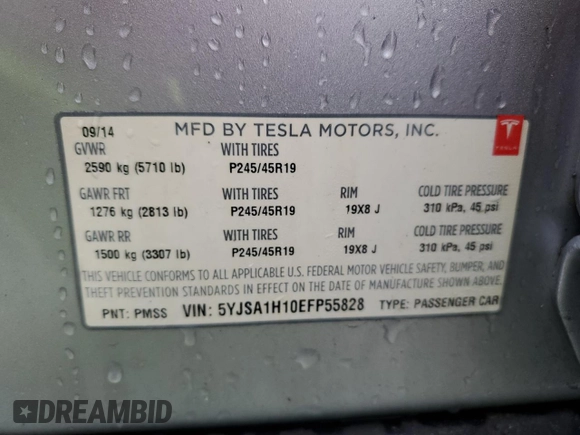 09/14 MFD BY TESLA MOTORS, INC.
TESLA
GVWR WITH TIRES
2590 kg (5710 lb) P245/45R19
GAWR FRT WITH TIRES RIM COLD TIRE PRESSURE
1276 kg (2813 lb) P245/45R19 19X8 J 310 kPa, 45 psi
GAWR RR WITH TIRES RIM COLD TIRE PRESSURE
1500 kg (3307 lb) P245/45R19 19X8 J 310 kPa, 45 psi
THIS VEHICLE CONFORMS TO ALL APPLICABLE U.S. FEDERAL MOTOR VEHICLE SAFETY, BUMPER, AND
THEFT PREVENTION STANDARDS IN EFFECT ON THE DATE OF MANUFACTURE SHOWN ABOVE.
PNT: PMSS VIN: 5YJSA1H10EFP55828 TYPE: PASSENGER CAR
DREAMBID